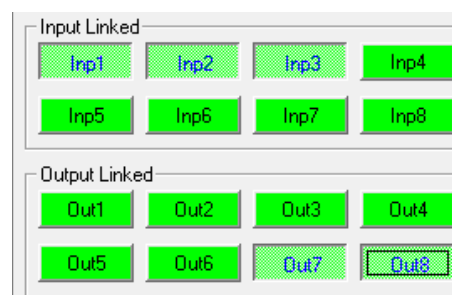 Input Linked
Inp1 Inp2 Inp3 Inp4
Inp5 Inp6 Inp7 Inp8
Output Linked
Out1 Out2 Out3 Out4
Out5 Out6 Out7 Out8